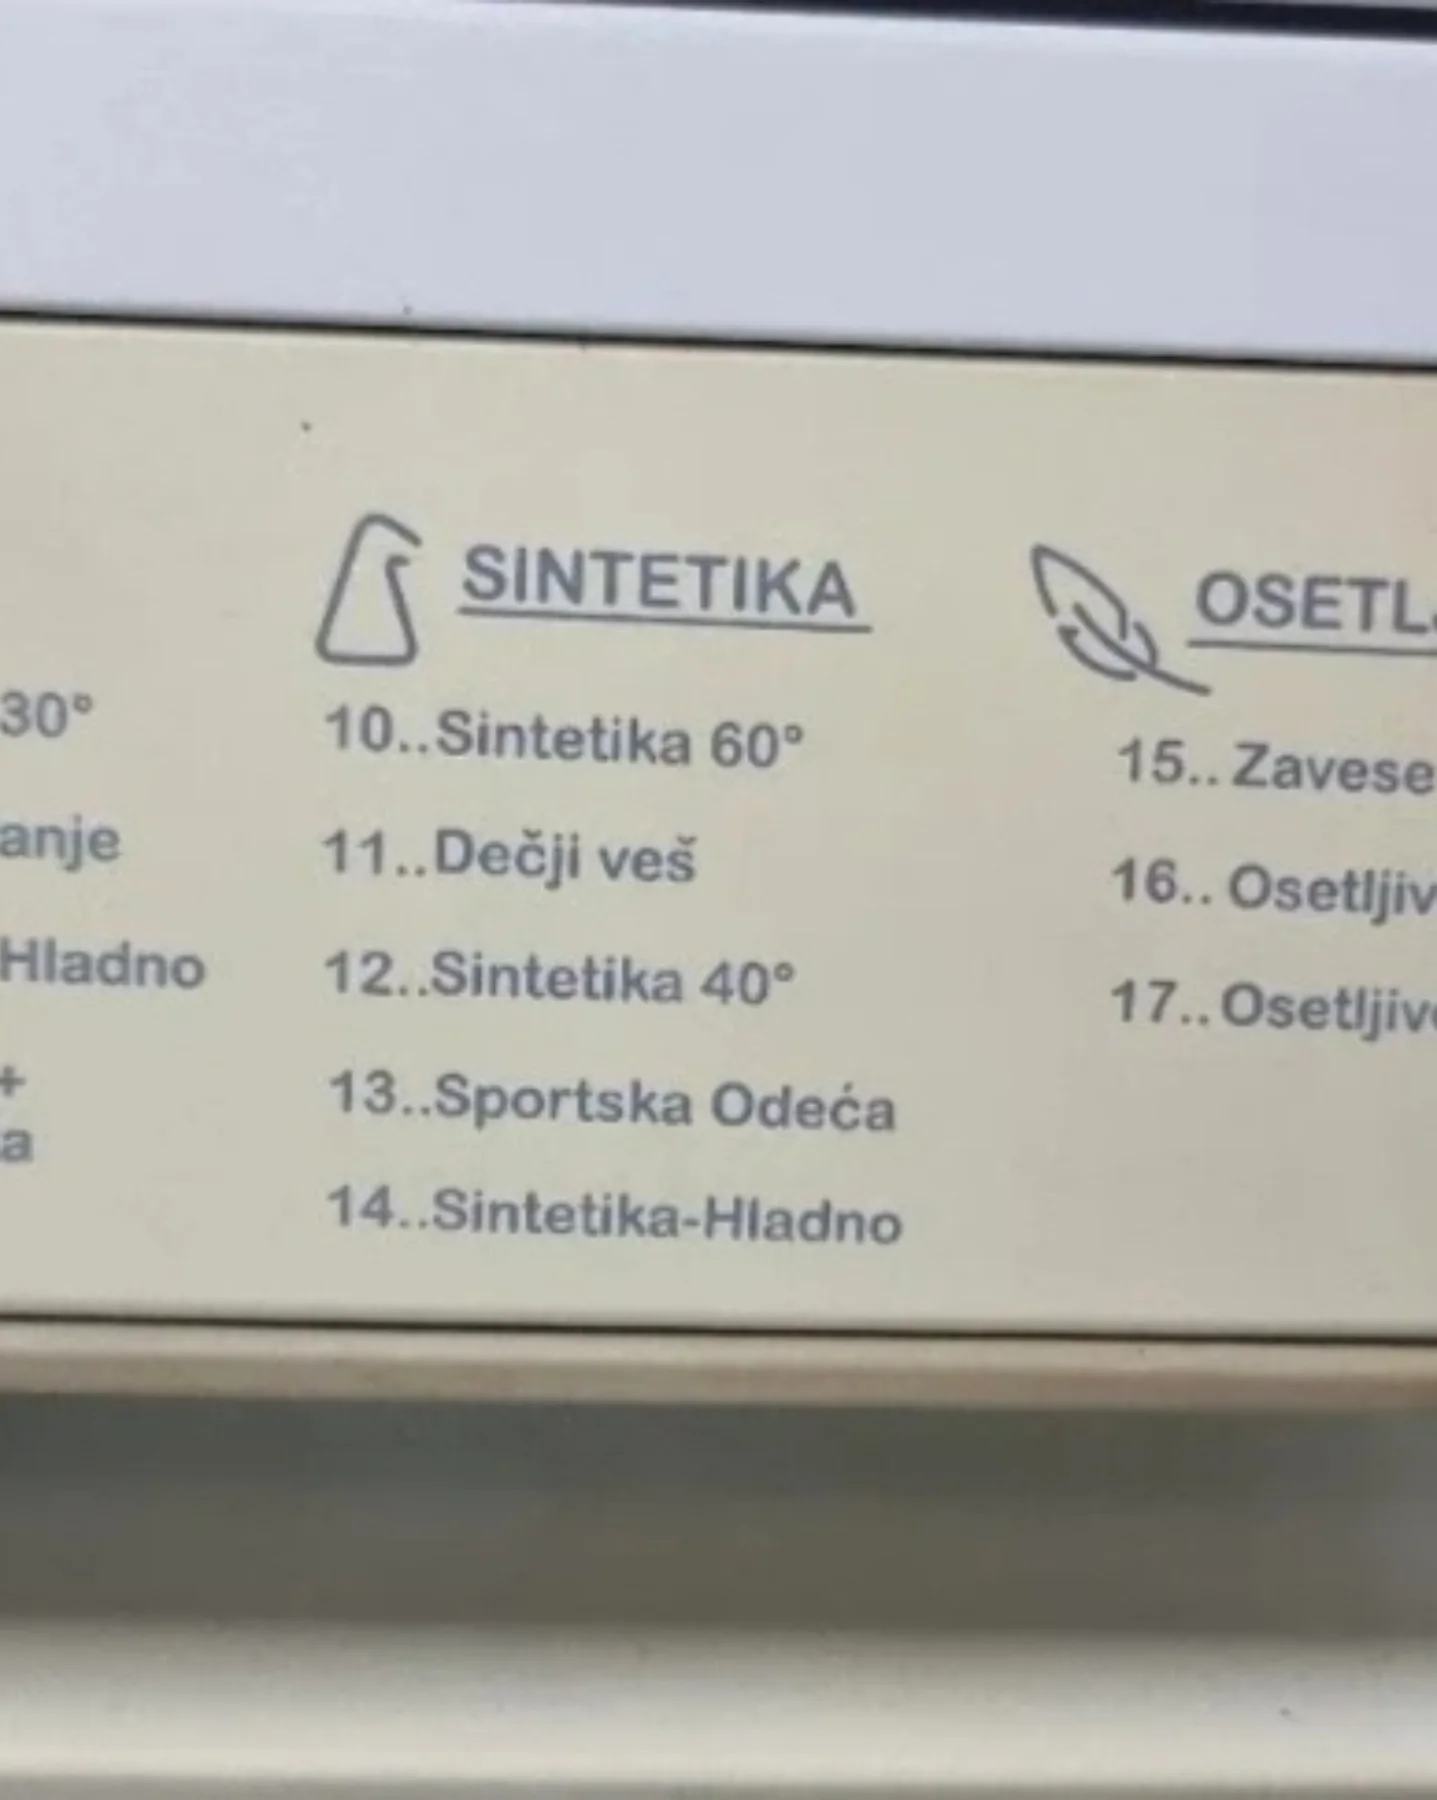 30°
anje
Hladno
+
a
SINTETIKA
10..Sintetika 60°
11..Dečji veš
12..Sintetika 40°
13..Sportska Odeća
14..Sintetika-Hladno
OSETL
15..Zavese
16..Osetljiv
17..Osetljiv